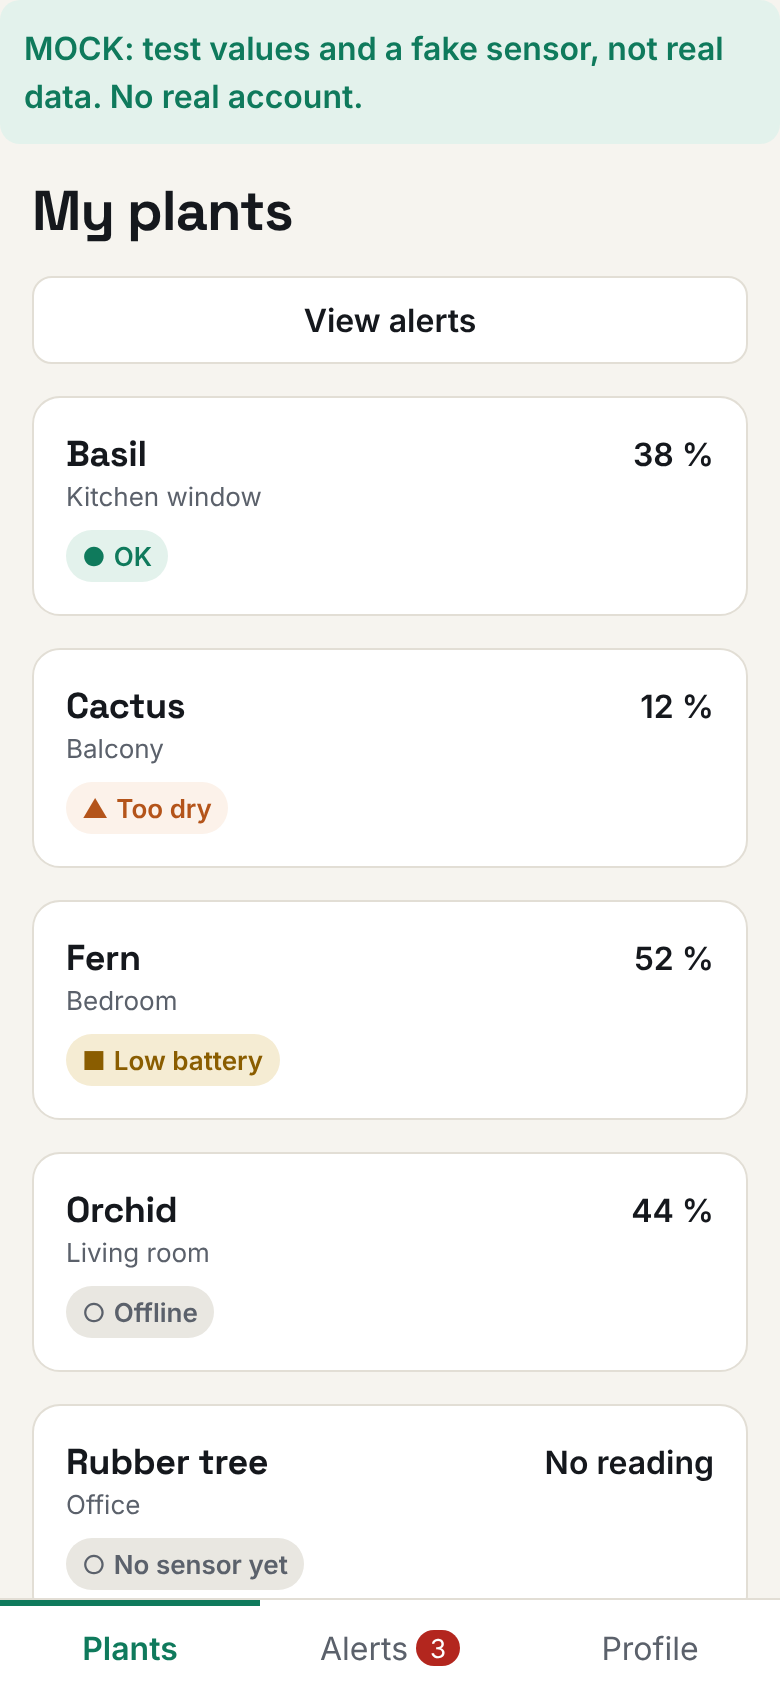 MOCK: test values and a fake sensor, not real
data. No real account.
My plants
View alerts
Basil
38 %
Kitchen window
OK
Cactus
12 %
Balcony
Too dry
Fern
52 %
Bedroom
Low battery
Orchid
44 %
Living room
Offline
Rubber tree
No reading
Office
No sensor yet
Plants
Alerts 3
Profile